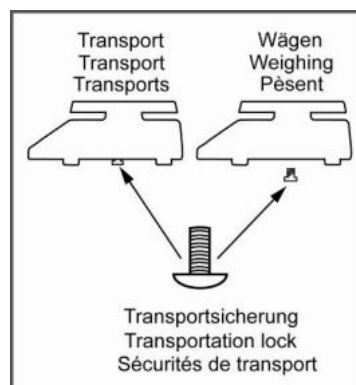 Transport
Transport
Transports
Wägen
Weighing
Pèsent
Transportsicherung
Transportation lock
Sécurités de transport